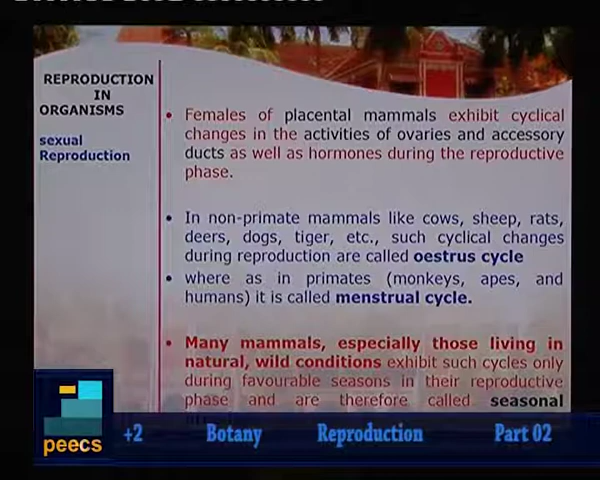 REPRODUCTION
IN
ORGANISMS
sexual
Reproduction
• Females of placental mammals exhibit cyclical
changes in the activities of ovaries and accessory
ducts as well as hormones during the reproductive
phase.
• In non-primate mammals like cows, sheep, rats,
deers, dogs, tiger, etc., such cyclical changes
during reproduction are called oestrus cycle
• where as in primates (monkeys, apes, and
humans) it is called menstrual cycle.
• Many mammals, especially those living in
natural, wild conditions exhibit such cycles only
during favourable seasons in their reproductive
phase and are therefore called seasonal
peecs
+2 Botany Reproduction Part 02